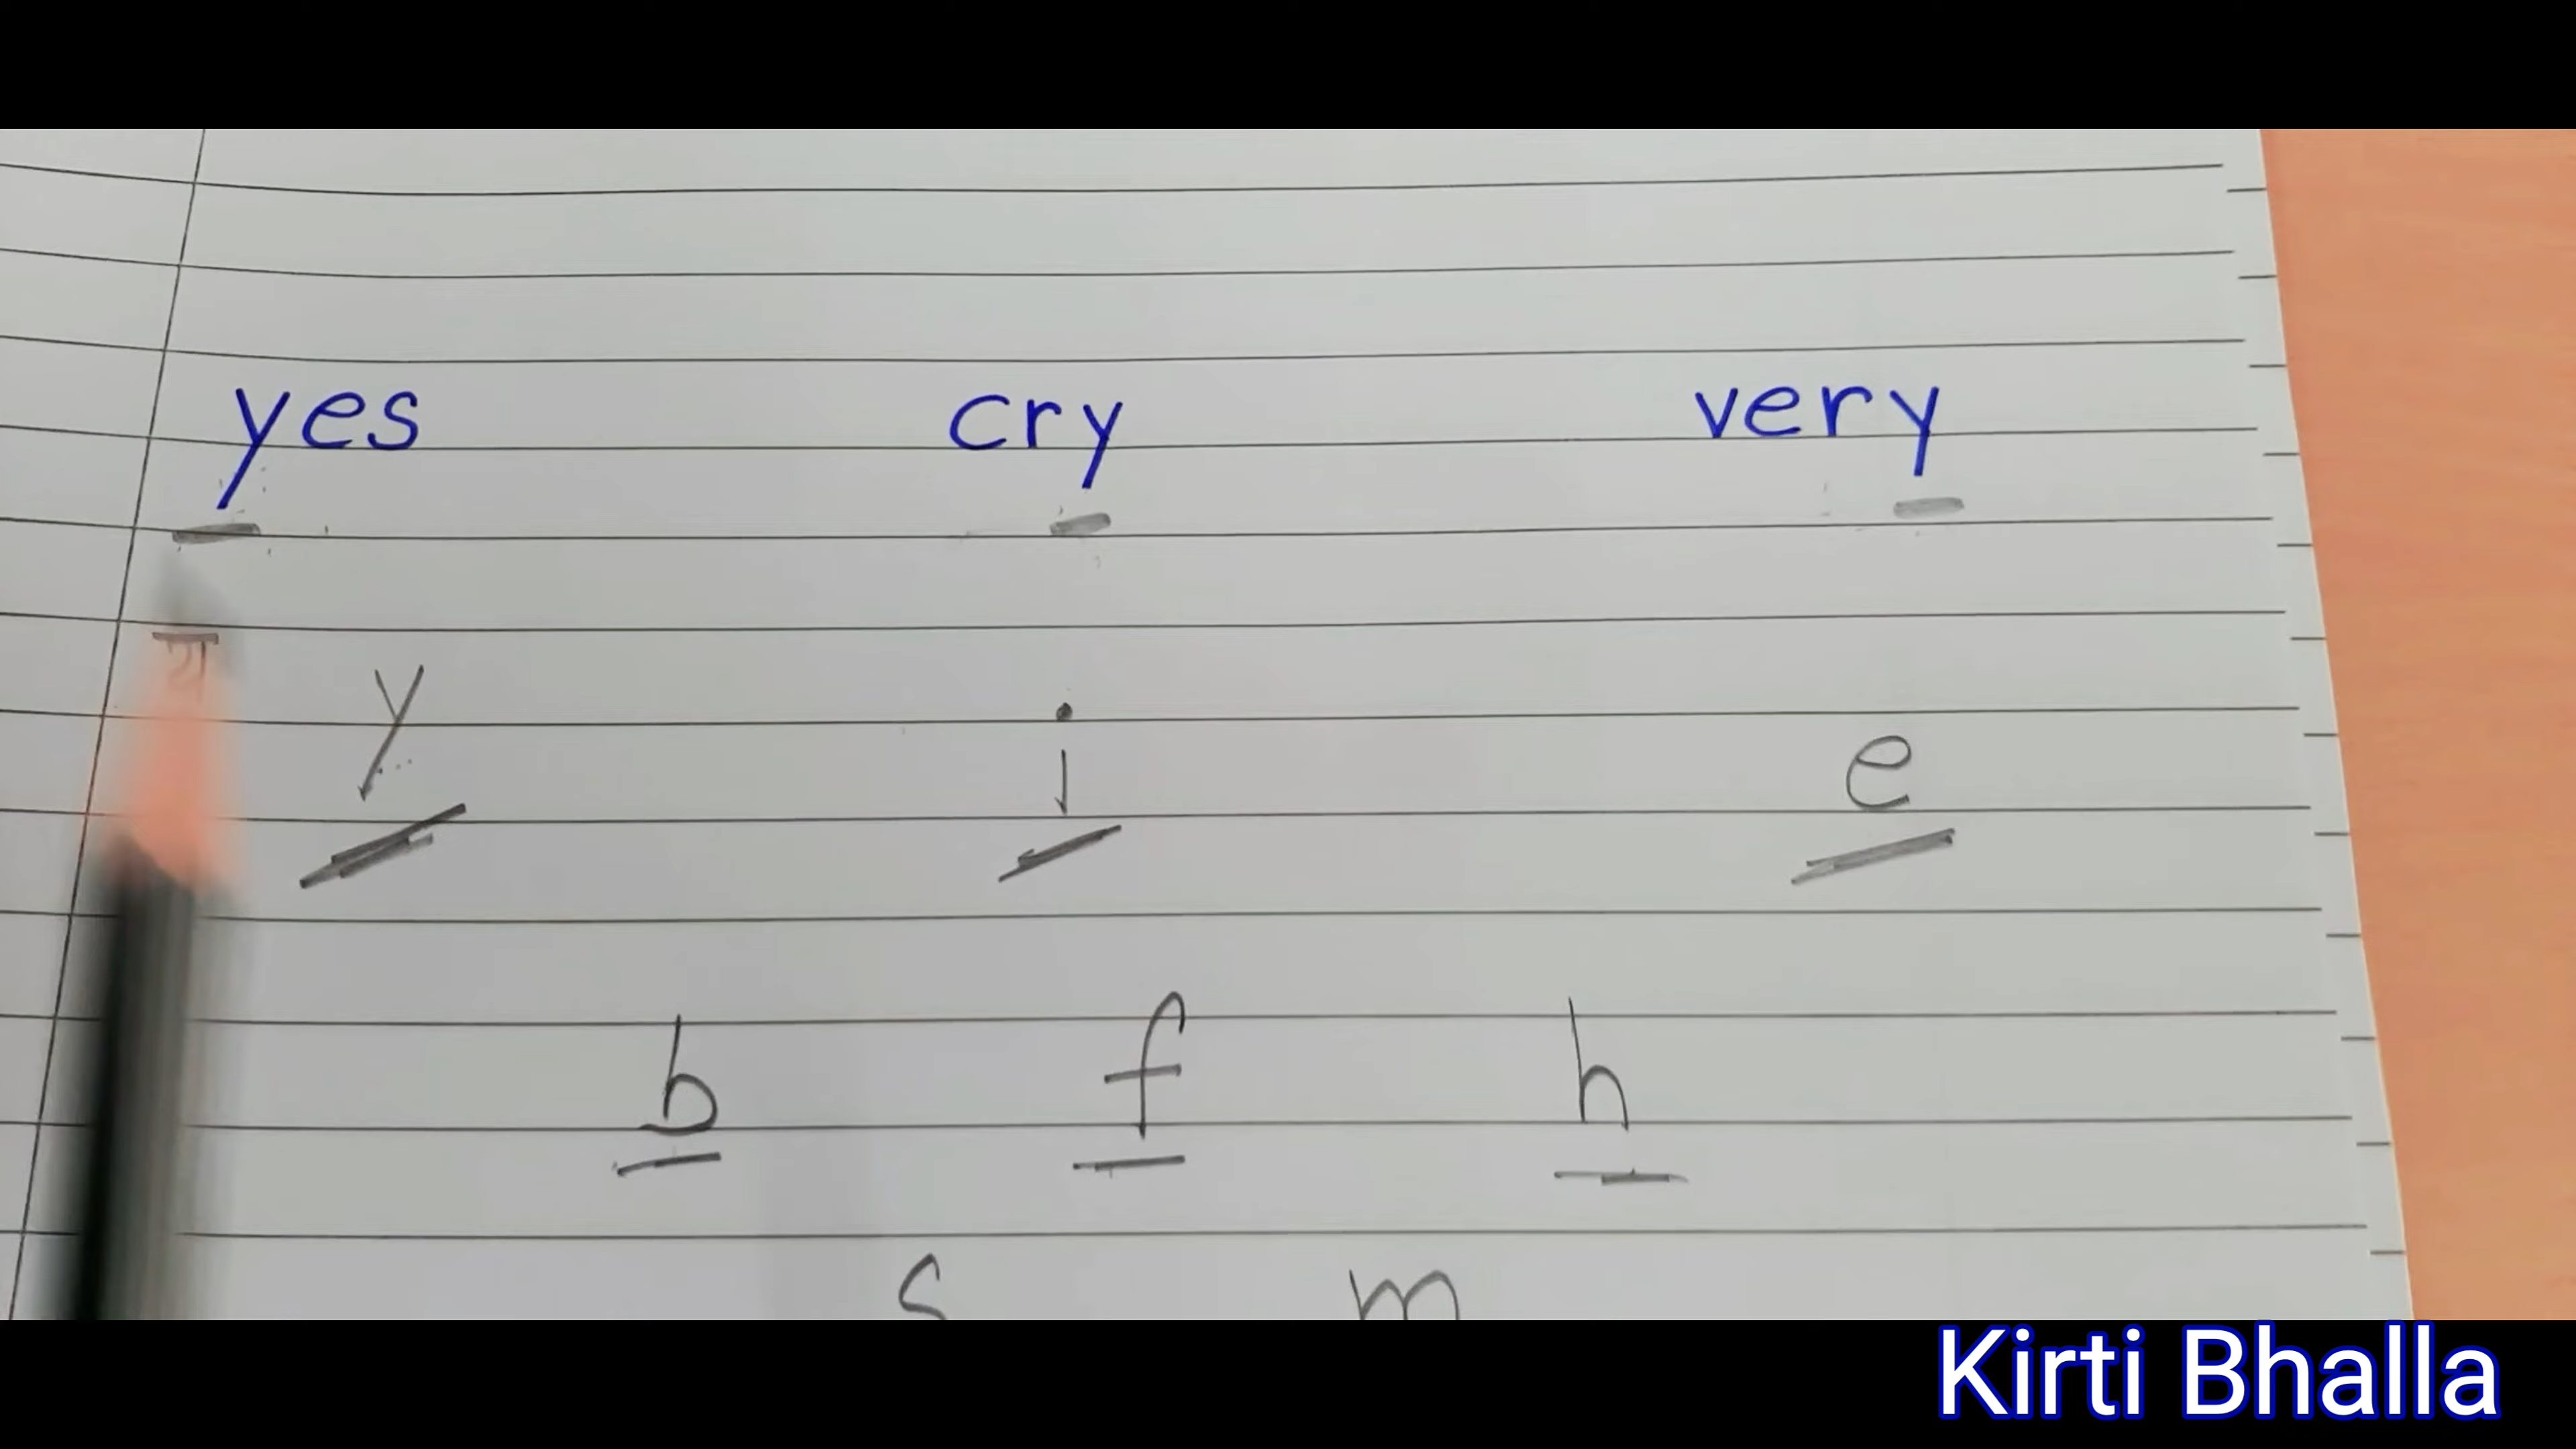 yes cry very
य
y i e
b f h
s m
Kirti Bhalla